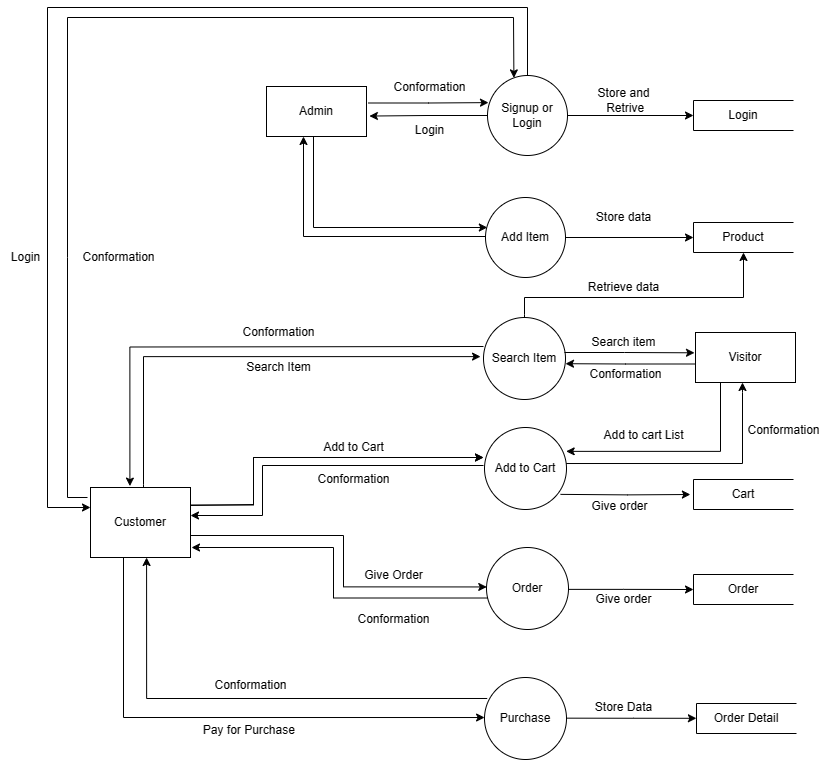 Conformation
Admin
Signup or
Login
Store and
Retrive
Login
Login
Store data
Add Item
Product
Login
Conformation
Retrieve data
Conformation
Search Item
Search Item
Search item
Conformation
Visitor
Add to cart List
Conformation
Add to Cart
Conformation
Add to Cart
Cart
Give order
Customer
Give Order
Conformation
Order
Give order
Order
Conformation
Pay for Purchase
Purchase
Store Data
Order Detail